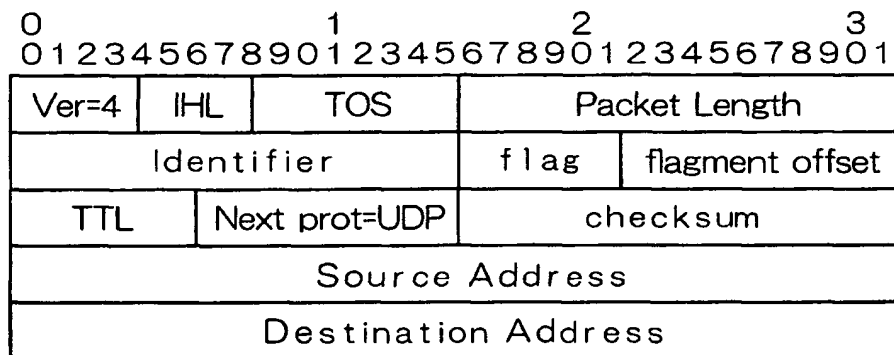 0 1 2 3
01234567890123456789012345678901
Ver=4 IHL TOS Packet Length
Identifier flag flagment offset
TTL Next prot=UDP checksum
Source Address
Destination Address